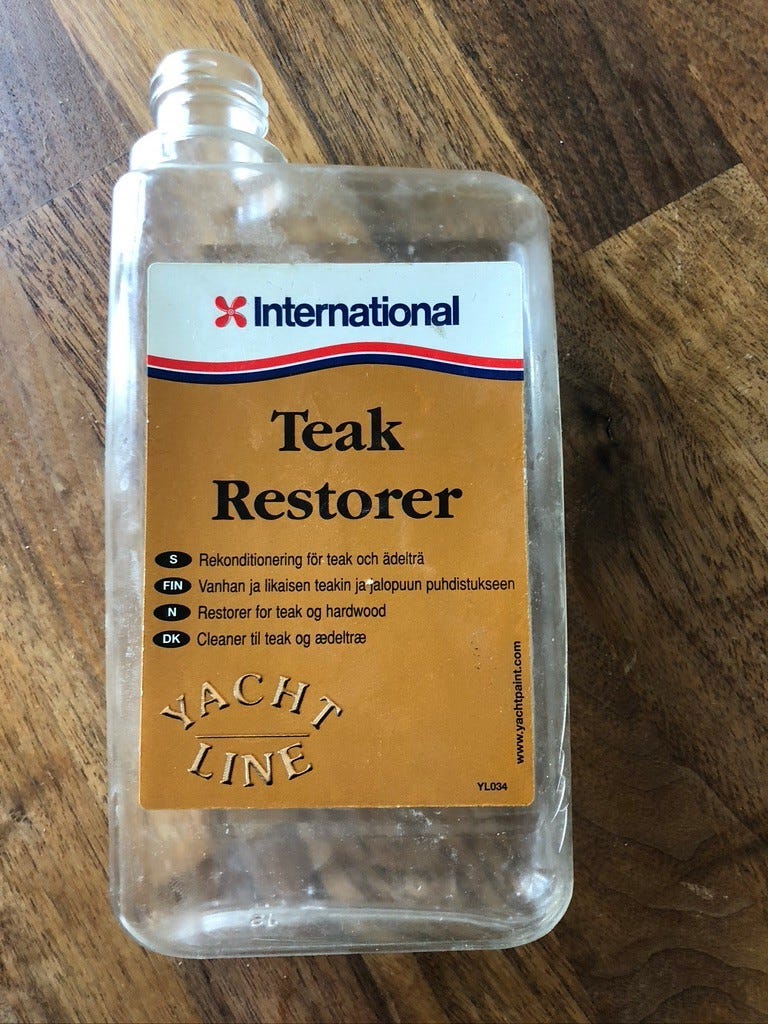 International
Teak
Restorer
S Rekonditionering för teak och ädelträ
FIN Vanhan ja likaisen teakin ja jalopuun puhdistukseen
N Restorer for teak og hardwood
DK Cleaner til teak og ædeltræ
YACHT
LINE
www.yachtpaint.com
YL034